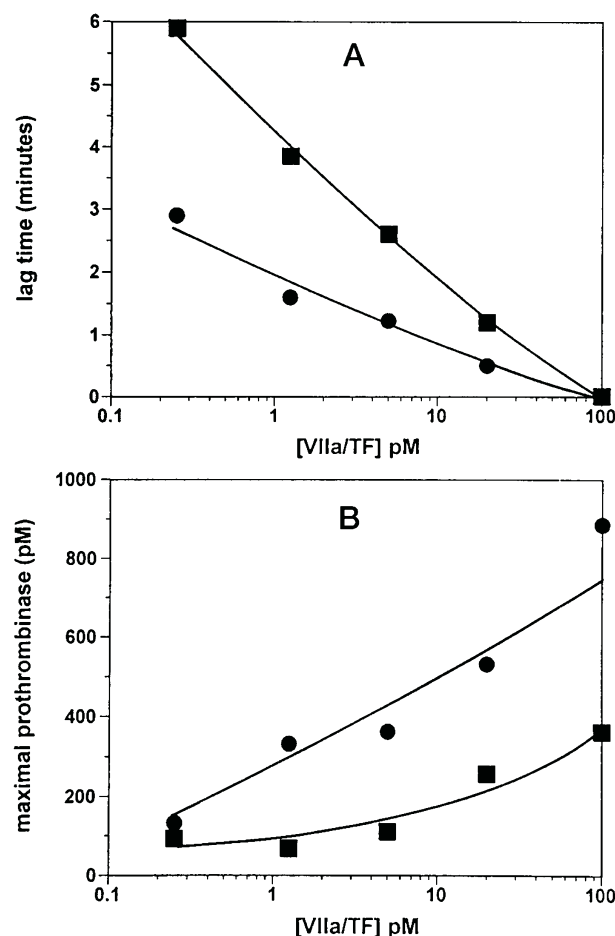 A
lag time (minutes)
6
5
4
3
2
1
0
0.1 1 10 100
[VIIa/TF] pM
B
maximal prothrombinase (pM)
1000
800
600
400
200
0
0.1 1 10 100
[VIIa/TF] pM